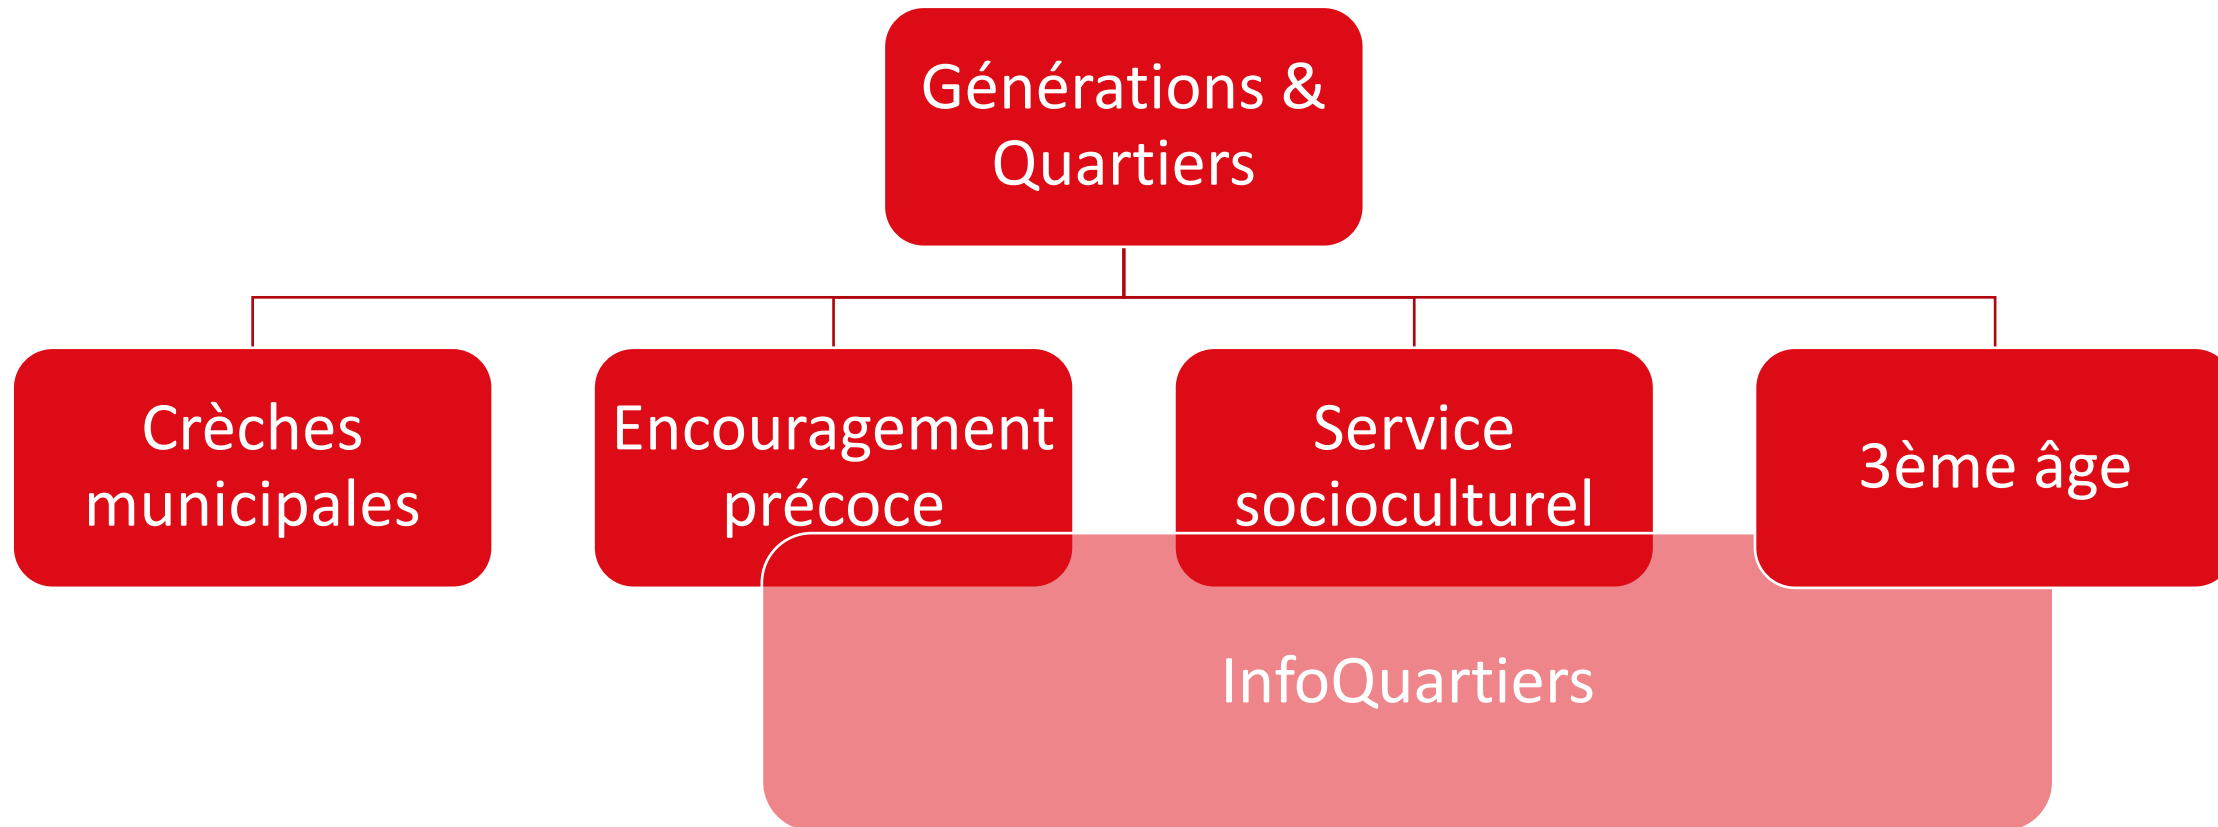 Générations &
Quartiers
Crèches
municipales
Encouragement
précoce
Service
socioculturel
3ème âge
InfoQuartiers